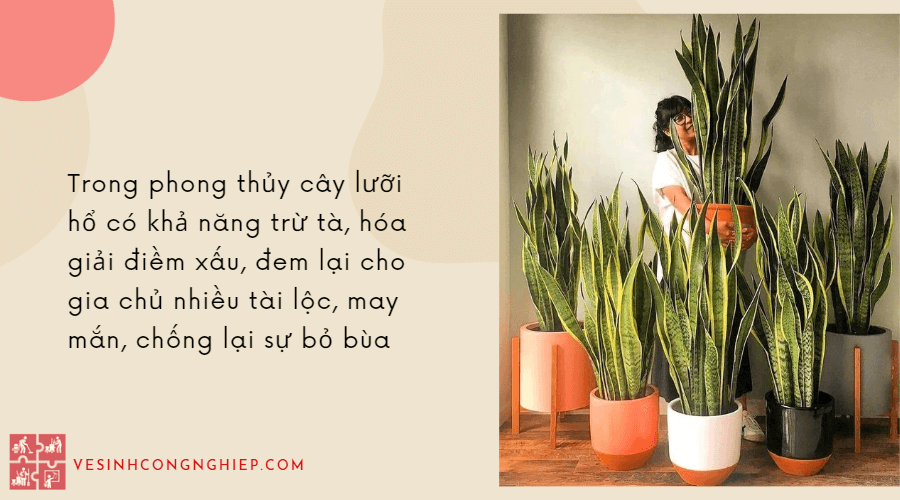 Trong phong thủy cây lưỡi
hổ có khả năng trừ tà, hóa
giải điềm xấu, đem lại cho
gia chủ nhiều tài lộc, may
mắn, chống lại sự bỏ bùa
VESINHCONGNGHIEP.COM